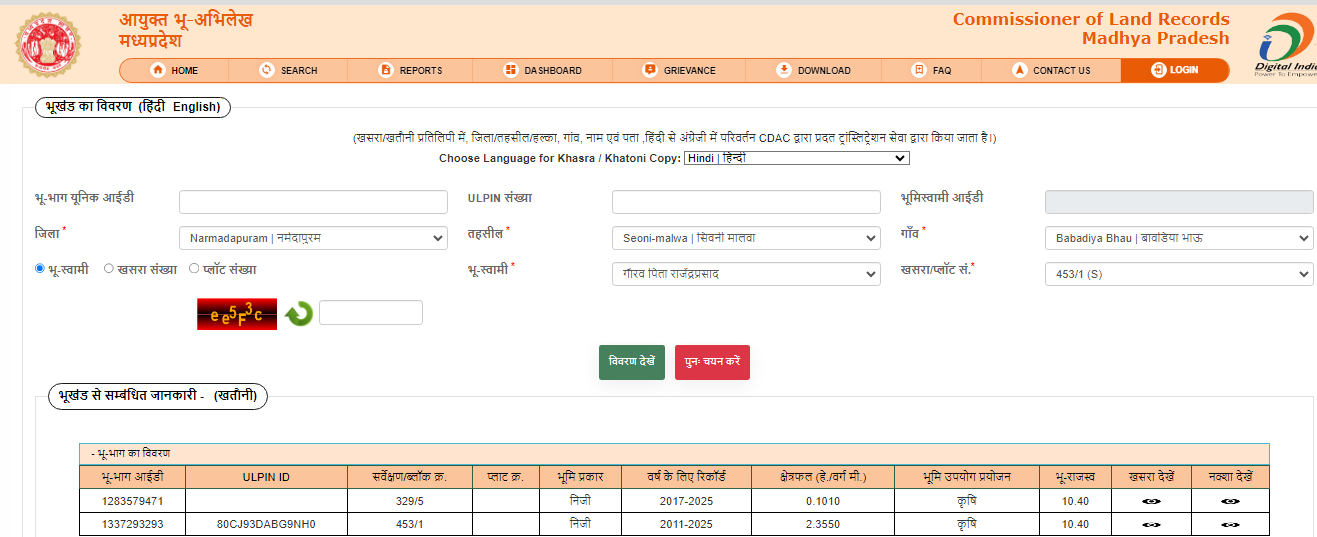 आयुक्त भू-अभिलेख
मध्यप्रदेश
Commissioner of Land Records
Madhya Pradesh
Digital India
Power To Empower
HOME SEARCH REPORTS DASHBOARD GRIEVANCE DOWNLOAD FAQ CONTACT US LOGIN
भूखंड का विवरण (हिंदी English)
(खसरा/खतौनी प्रतिलिपी में, जिला/तहसील/हल्का, गांव, नाम एवं पता ,हिंदी से अंग्रेजी में परिवर्तन CDAC द्वारा प्रदत ट्रांस्लिट्रेशन सेवा द्वारा किया जाता है।)
Choose Language for Khasra / Khatoni Copy: Hindi | हिन्दी
भू-भाग यूनिक आईडी ULPIN संख्या भूमिस्वामी आईडी
जिला * Narmadapuram | नर्मदापुरम तहसील * Seoni-malwa | सिवनी मालवा गाँव * Babadiya Bhau | बावडिया भाऊ
भू-स्वामी खसरा संख्या प्लॉट संख्या भू-स्वामी * गौरव पिता राजेंद्रप्रसाद खसरा/प्लॉट सं.* 453/1 (S)
ee5F3c
विवरण देखें पुनः चयन करें
भूखंड से सम्बंधित जानकारी - (खतौनी)
- भू-भाग का विवरण
भू-भाग आईडी ULPIN ID सर्वेक्षण/ब्लॉक क्र. प्लाट क्र. भूमि प्रकार वर्ष के लिए रिकॉर्ड क्षेत्रफल (हे./वर्ग मी.) भूमि उपयोग प्रयोजन भू-राजस्व खसरा देखें नक्शा देखें
1283579471 329/5 निजी 2017-2025 0.1010 कृषि 10.40
1337293293 80CJ93DABG9NH0 453/1 निजी 2011-2025 2.3550 कृषि 10.40